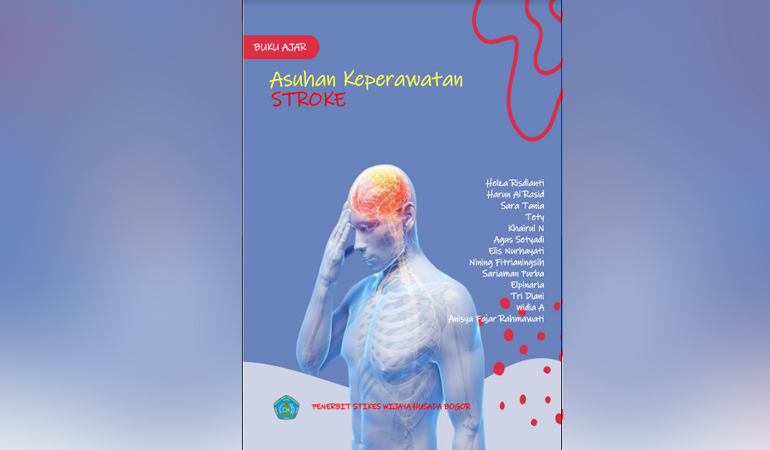 BUKU AJAR
Asuhan Keperawatan
STROKE
Helza Risdianti
Harun Al Rasid
Sara Tania
Tety
Khairul N
Agus Setyadi
Elis Nurhayati
Nining Fitrianingsih
Sariaman Purba
Elpinaria
Tri Diani
Widia A
Anisya Fajar Rahmawati
PENERBIT STIKES WIJAYA HUSADA BOGOR